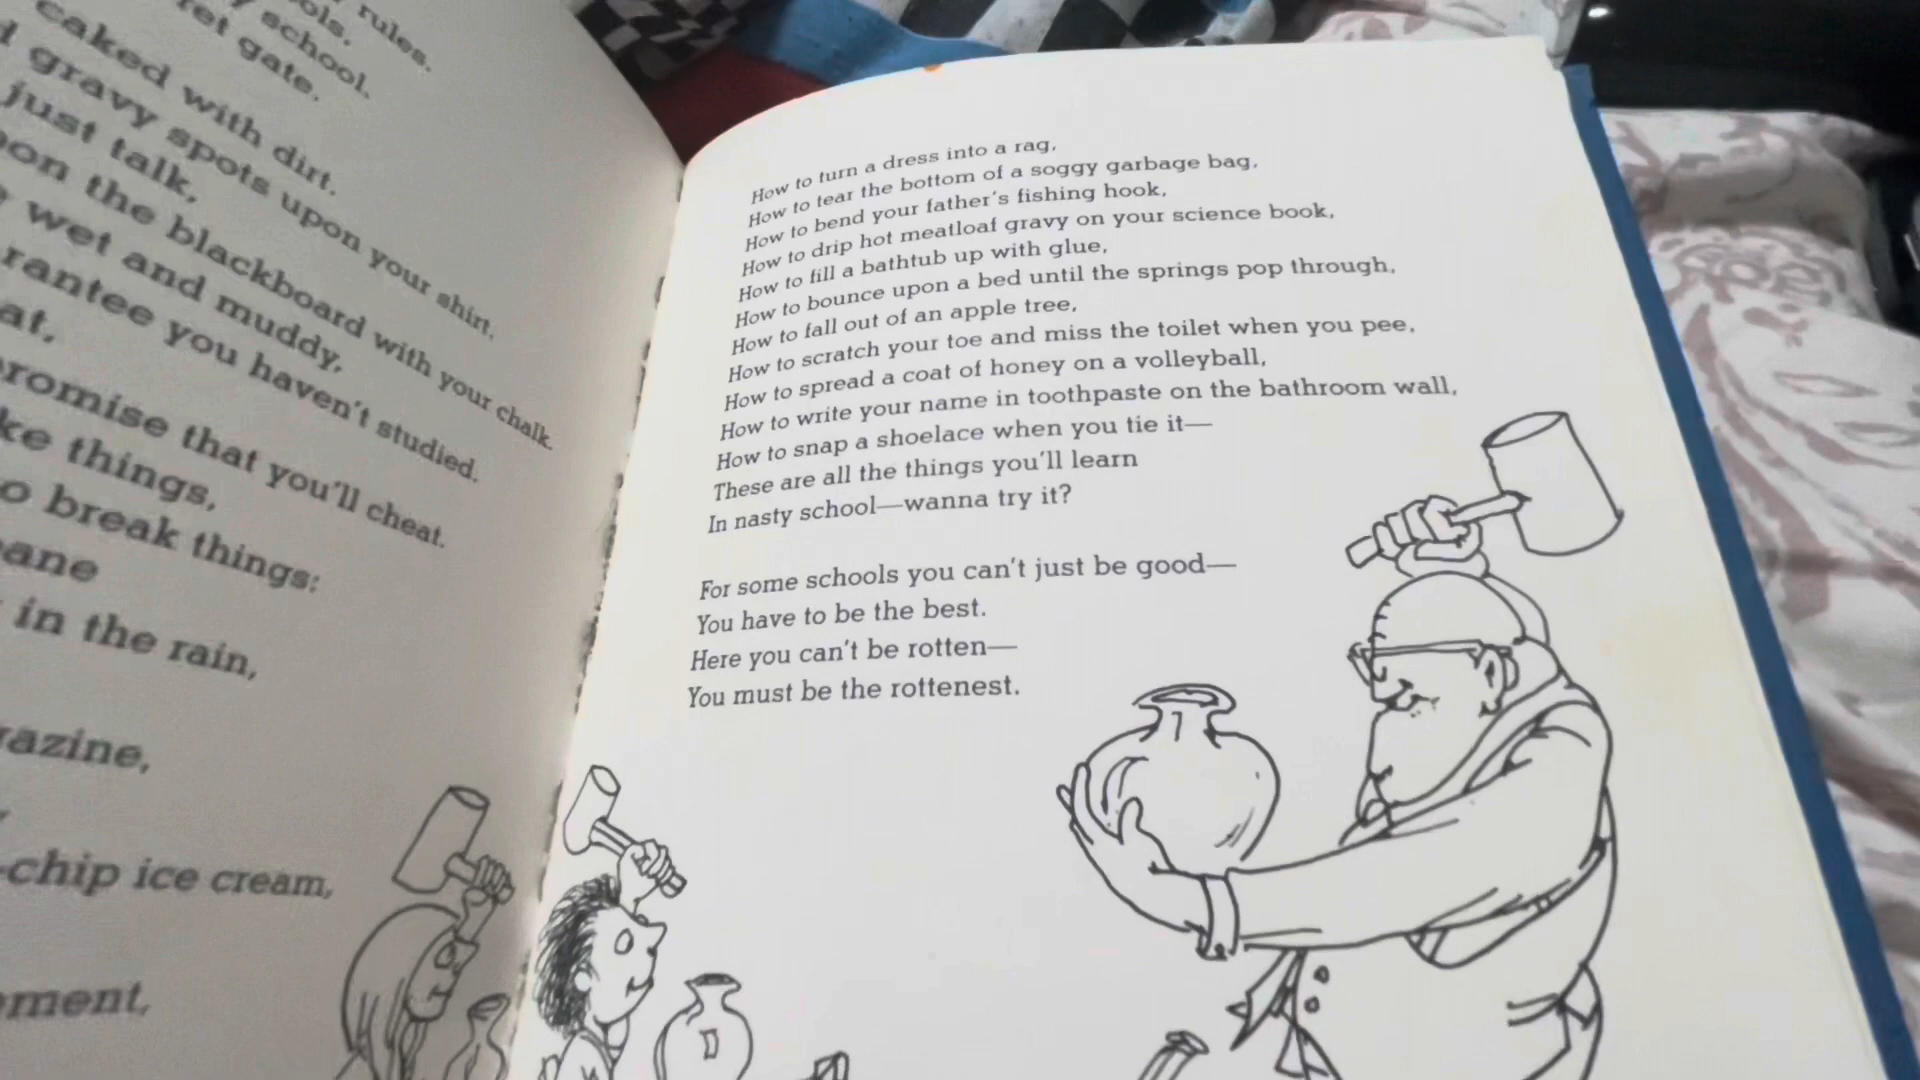 rules.
school.
gate.
caked with dirt.
gravy spots upon your shirt.
just talk,
the blackboard with your chalk.
wet and muddy,
you haven't studied.
that you'll cheat.
things,
break things:
in the rain,
chip ice cream,
How to turn a dress into a rag,
How to tear the bottom of a soggy garbage bag,
How to bend your father's fishing hook,
How to drip hot meatloaf gravy on your science book,
How to fill a bathtub up with glue,
How to bounce upon a bed until the springs pop through,
How to fall out of an apple tree,
How to scratch your toe and miss the toilet when you pee,
How to spread a coat of honey on a volleyball,
How to write your name in toothpaste on the bathroom wall,
How to snap a shoelace when you tie it—
These are all the things you'll learn
In nasty school—wanna try it?
For some schools you can't just be good—
You have to be the best.
Here you can't be rotten—
You must be the rottenest.